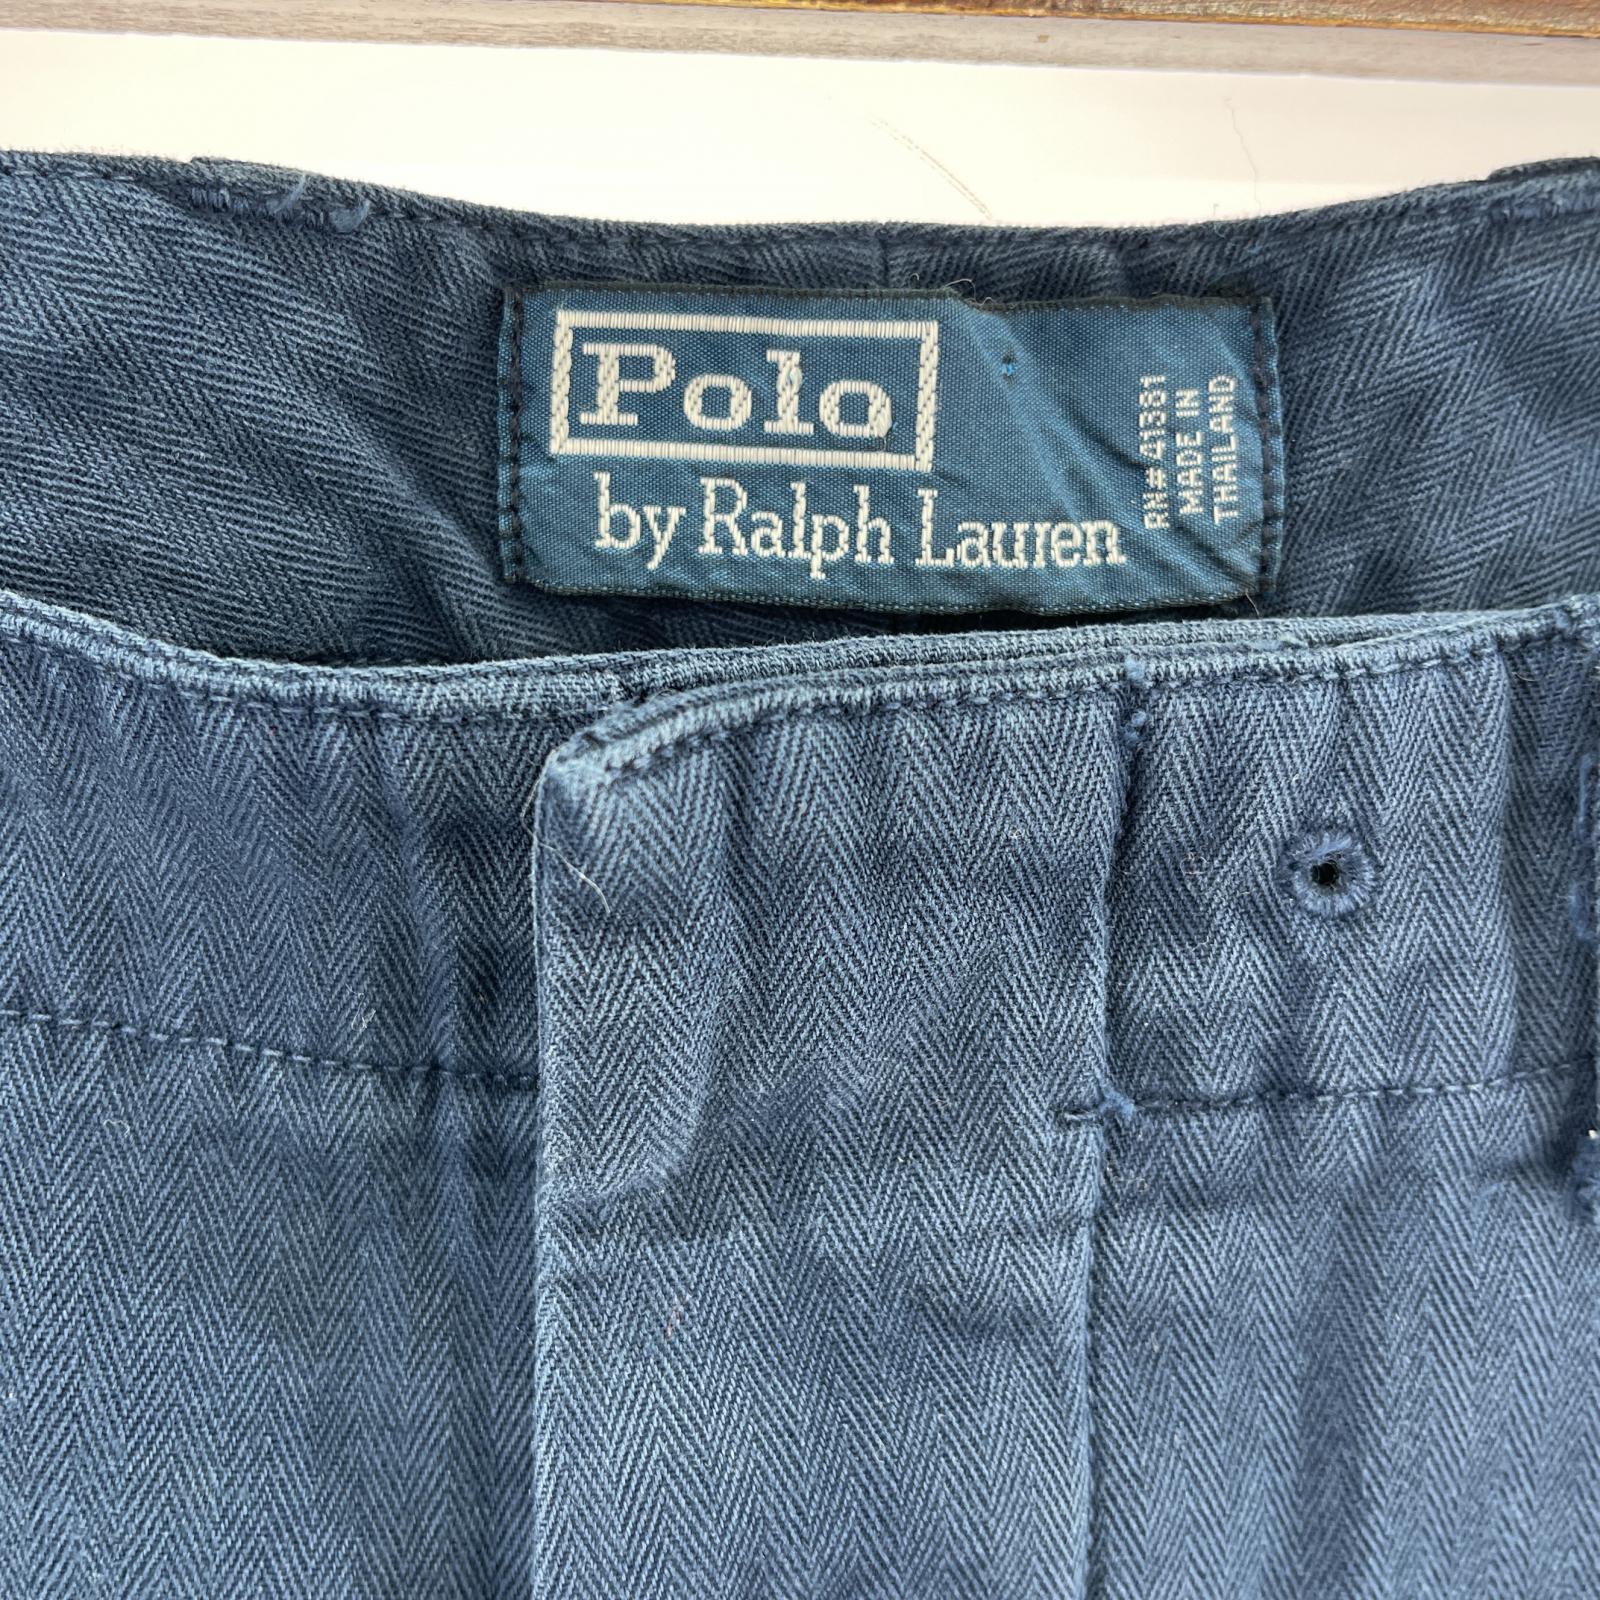 Polo
by Ralph Lauren
RN# 41381
MADE IN
THAILAND